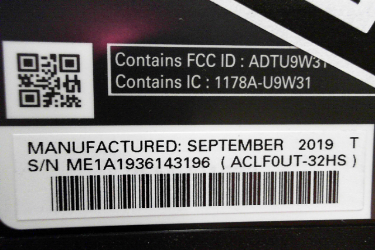 Contains FCC ID : ADTU9W31
Contains IC : 1178A-U9W31
MANUFACTURED: SEPTEMBER 2019 T
S/N ME1A1936143196 ( ACLF0UT-32HS )